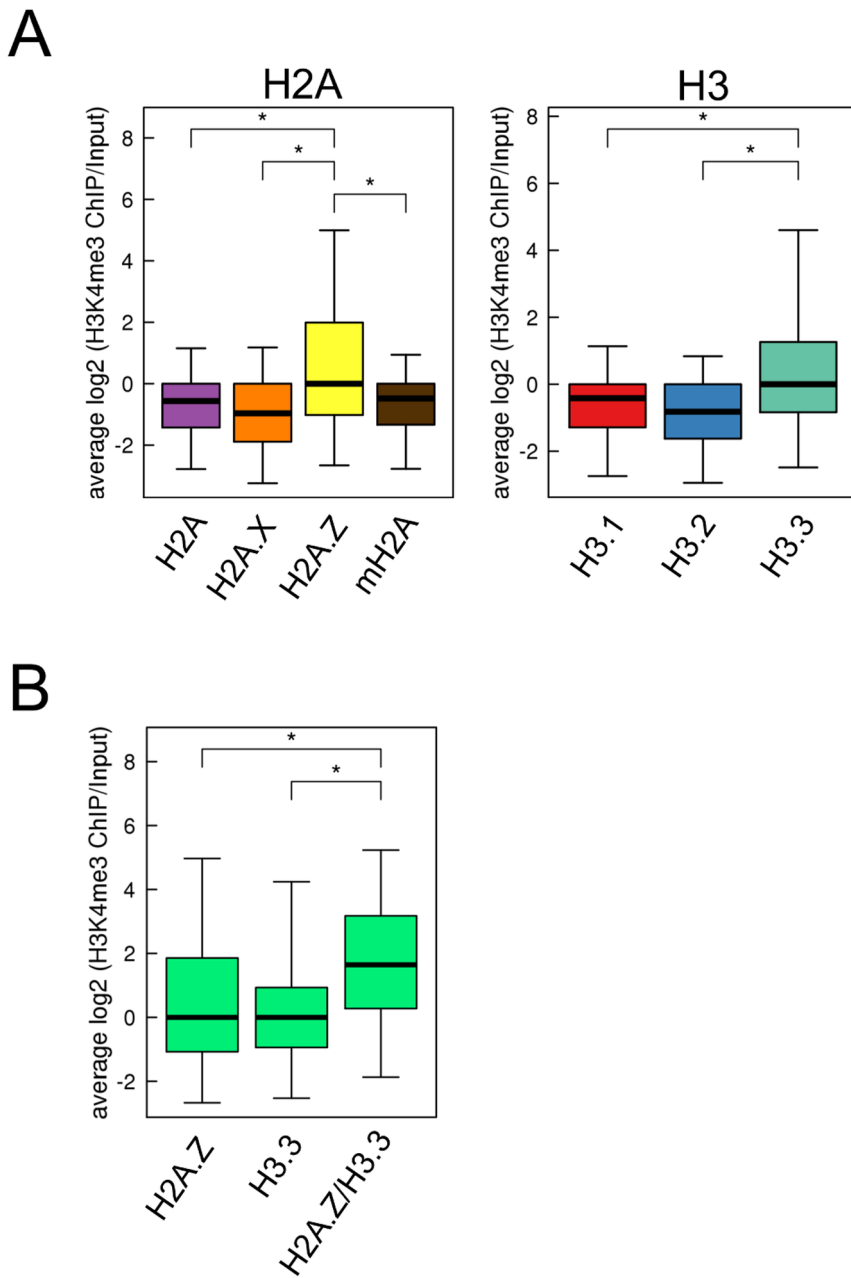 A
H2A
H3
average log2 (H3K4me3 ChIP/Input)
8
6
4
2
0
-2
*
*
*
H2A
H2A.X
H2A.Z
mH2A
average log2 (H3K4me3 ChIP/Input)
8
6
4
2
0
-2
*
*
H3.1
H3.2
H3.3
B
average log2 (H3K4me3 ChIP/Input)
8
6
4
2
0
-2
*
*
H2A.Z
H3.3
H2A.Z/H3.3